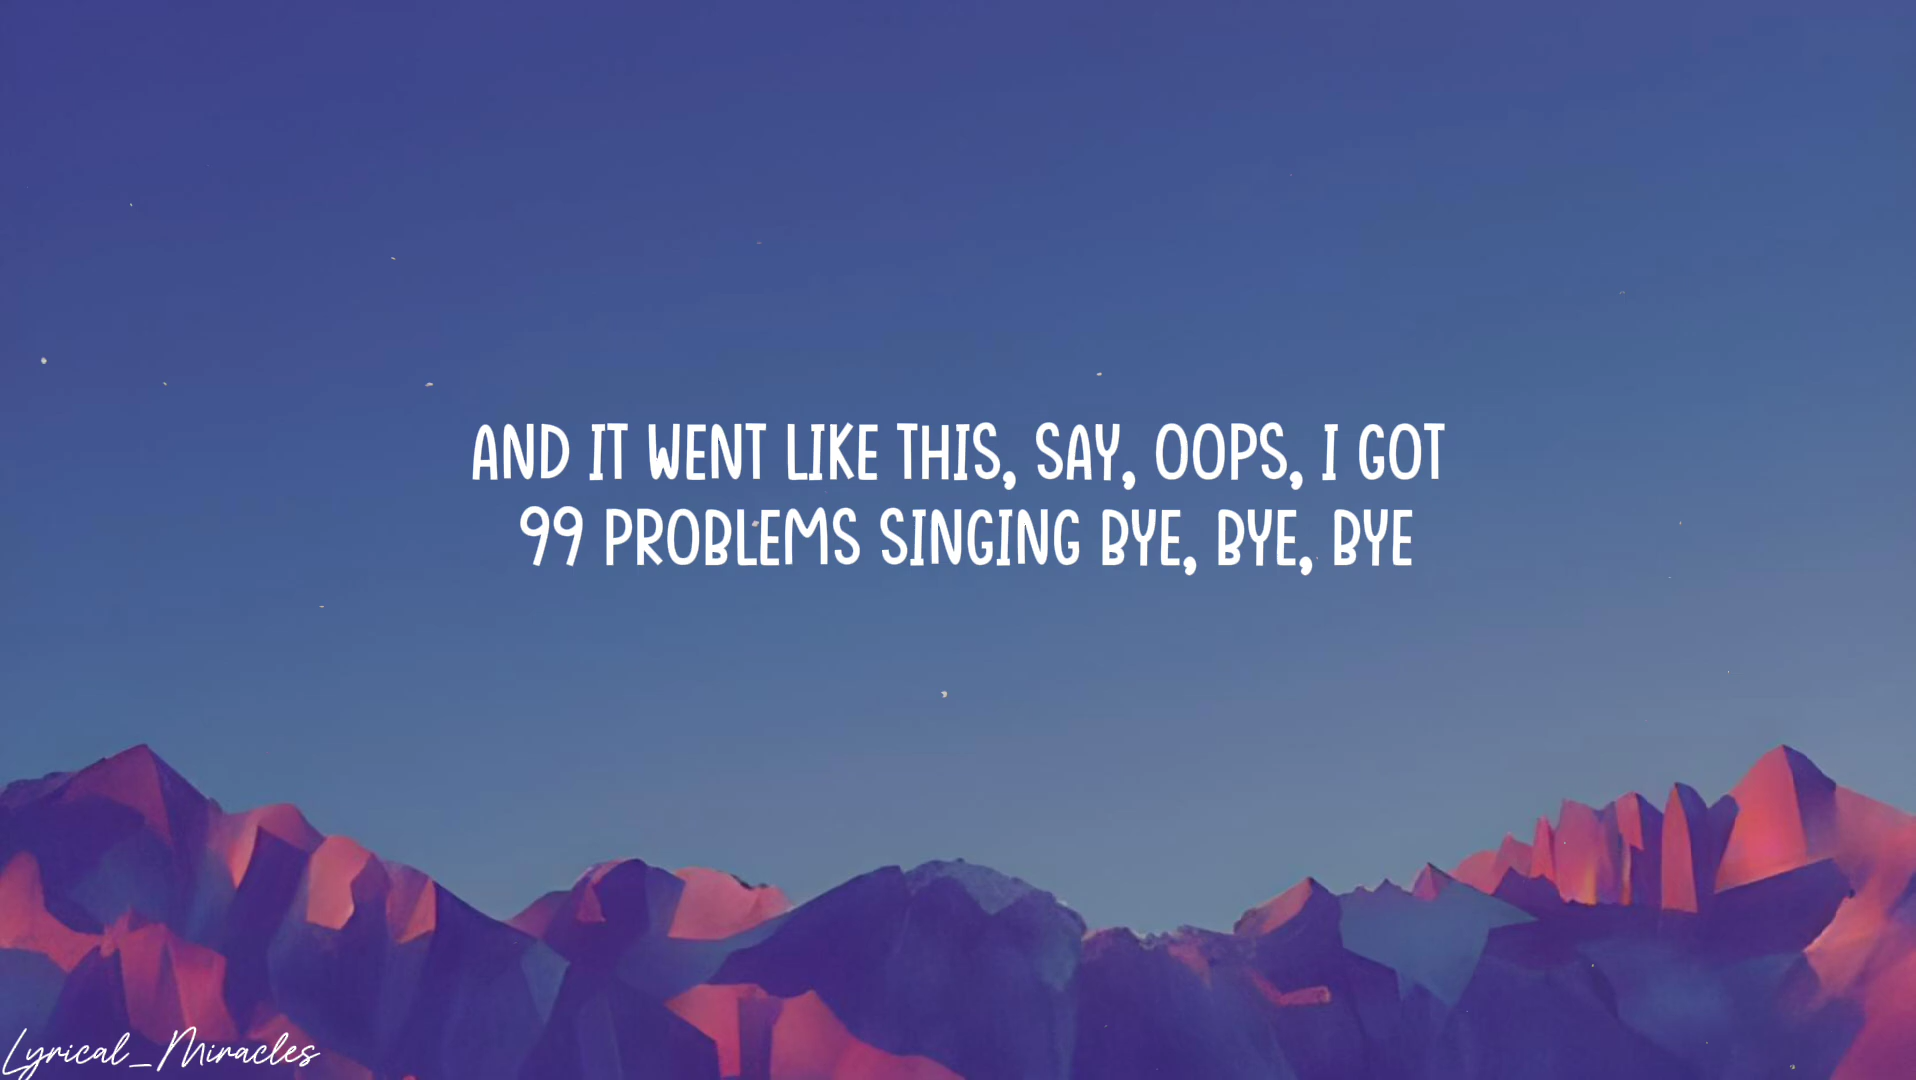 AND IT WENT LIKE THIS, SAY, OOPS, I GOT
99 PROBLEMS SINGING BYE, BYE, BYE
Lyrical_Miracles